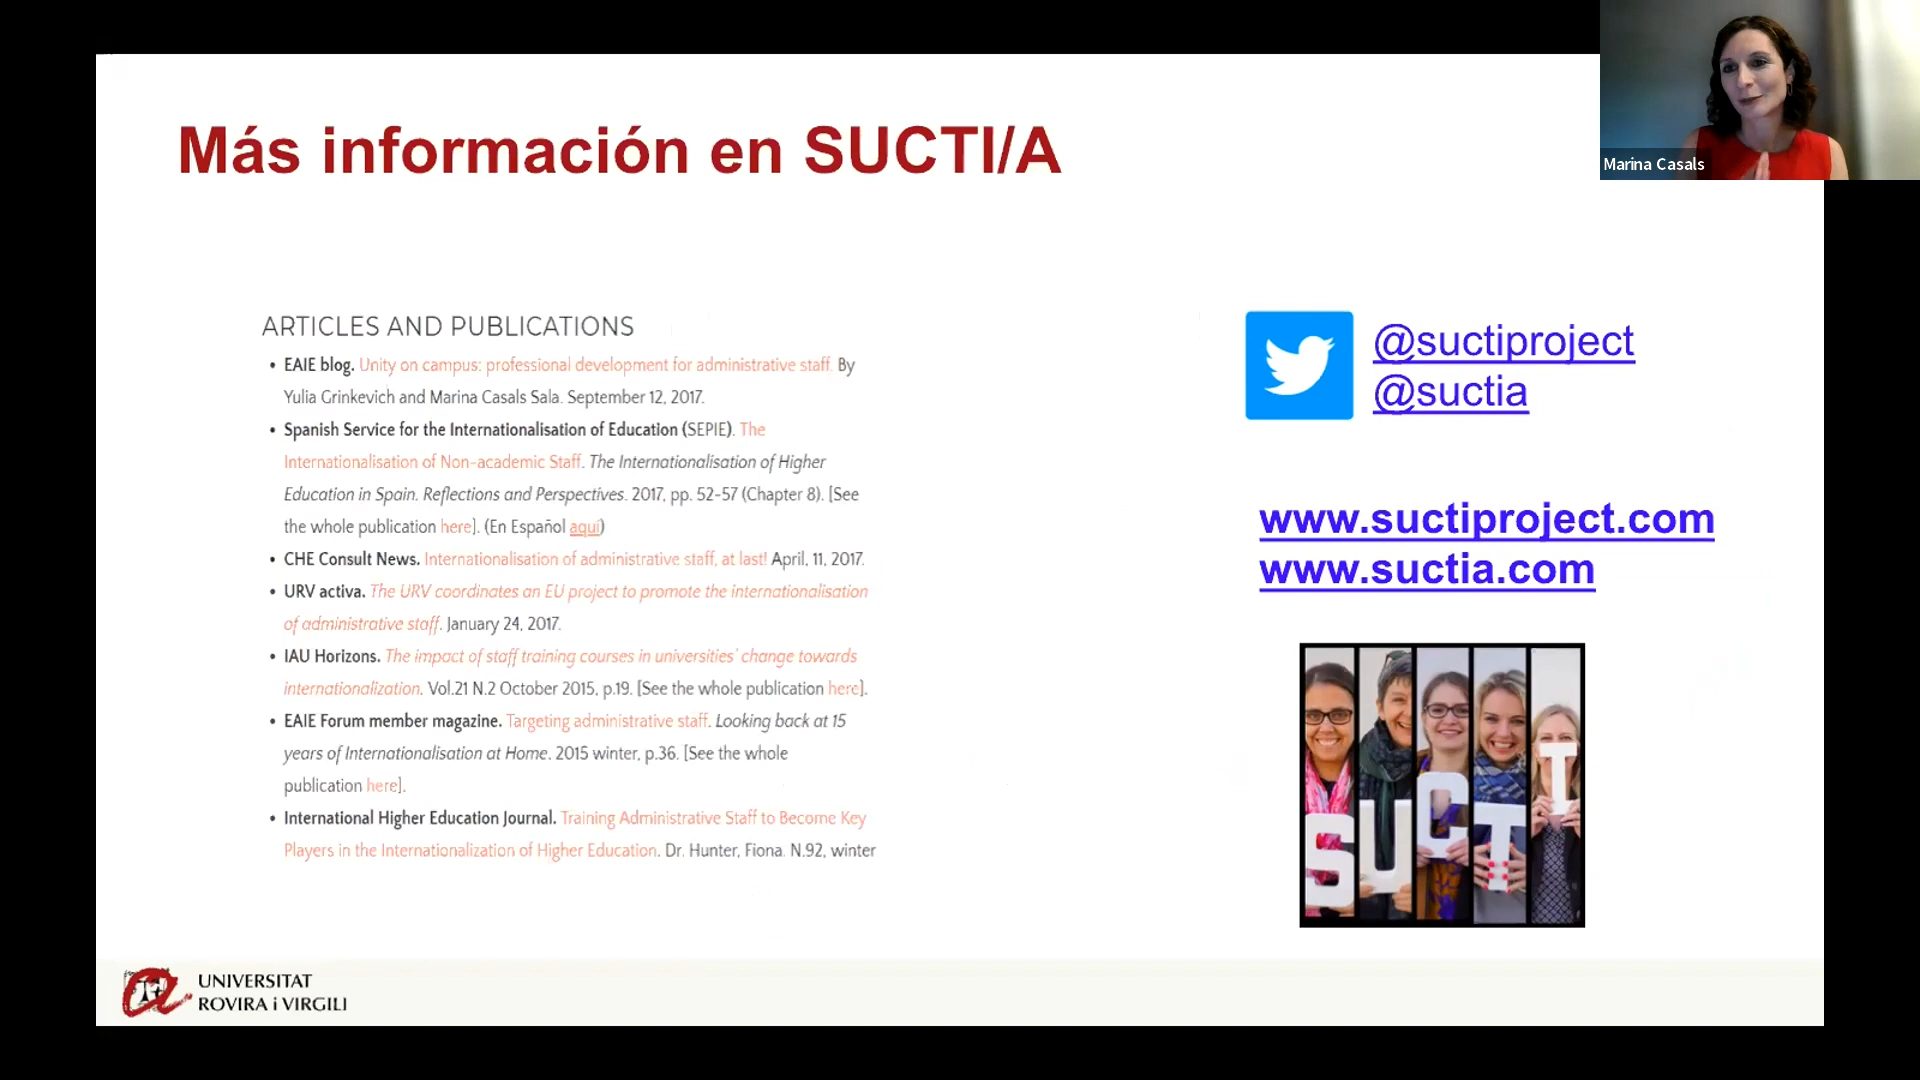 Más información en SUCTI/A
Marina Casals
ARTICLES AND PUBLICATIONS
• EAIE blog. Unity on campus: professional development for administrative staff. By
Yulia Grinkevich and Marina Casals Sala. September 12, 2017.
• Spanish Service for the Internationalisation of Education (SEPIE). The
Internationalisation of Non-academic Staff. The Internationalisation of Higher
Education in Spain. Reflections and Perspectives. 2017, pp. 52-57 (Chapter 8). [See
the whole publication here]. (En Español aquí)
• CHE Consult News. Internationalisation of administrative staff, at last! April, 11, 2017.
• URV activa. The URV coordinates an EU project to promote the internationalisation
of administrative staff. January 24, 2017.
• IAU Horizons. The impact of staff training courses in universities' change towards
internationalization. Vol.21 N.2 October 2015, p.19. [See the whole publication here].
• EAIE Forum member magazine. Targeting administrative staff. Looking back at 15
years of Internationalisation at Home. 2015 winter, p.36. [See the whole
publication here].
• International Higher Education Journal. Training Administrative Staff to Become Key
Players in the Internationalization of Higher Education. Dr. Hunter, Fiona. N.92, winter
@suctiproject
@suctia
www.suctiproject.com
www.suctia.com
SUCTI
UNIVERSITAT
ROVIRA i VIRGILI